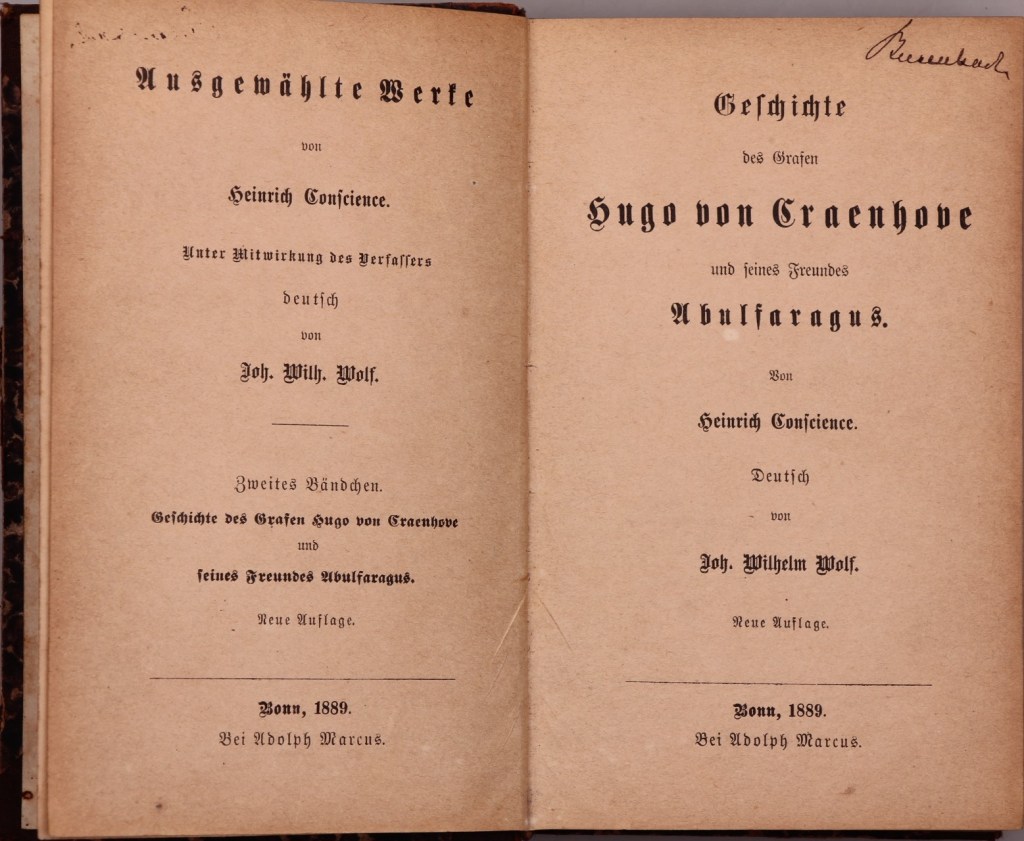 Ausgewählte Werke
von
Heinrich Conscience.
Unter Mitwirkung des Verfassers
deutsch
von
Joh. Wilh. Wolf.
Zweites Bändchen.
Geschichte des Grafen Hugo von Craenhove
und
seines Freundes Abulfaragus.
Neue Auflage.
Bonn, 1889.
Bei Adolph Marcus.
Geschichte
des Grafen
Hugo von Craenhove
und seines Freundes
Abulfaragus.
Von
Heinrich Conscience.
Deutsch
von
Joh. Wilhelm Wolf.
Neue Auflage.
Bonn, 1889.
Bei Adolph Marcus.